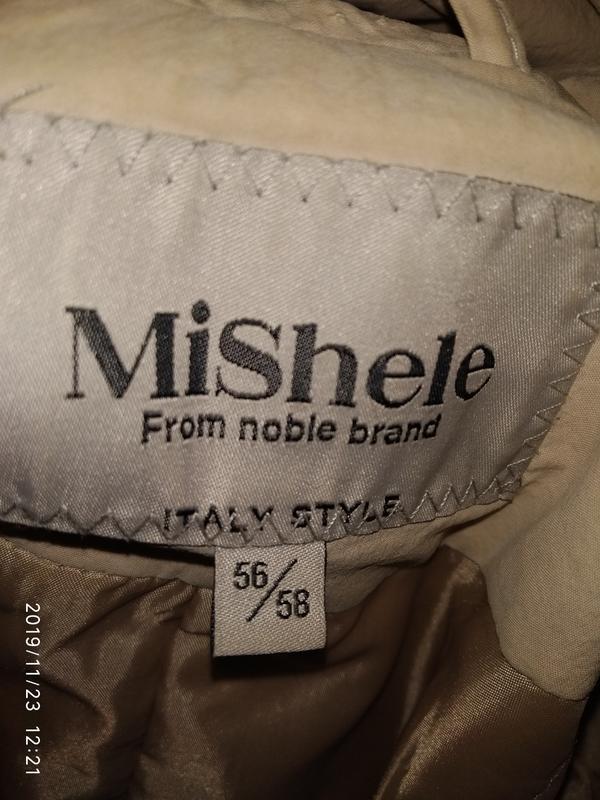 MiShele
From noble brand
ITALY STYLE
56/58
2019/11/23 12:21